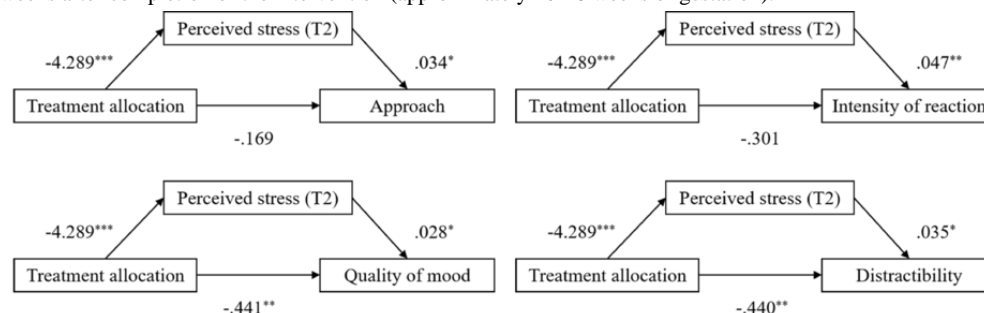 Perceived stress (T2) Perceived stress (T2)
-4.289*** .034* -4.289*** .047**
Treatment allocation Approach Treatment allocation Intensity of reaction
-.169 -.301
Perceived stress (T2) Perceived stress (T2)
-4.289*** .028* -4.289*** .035*
Treatment allocation Quality of mood Treatment allocation Distractibility
-.441** -.440**